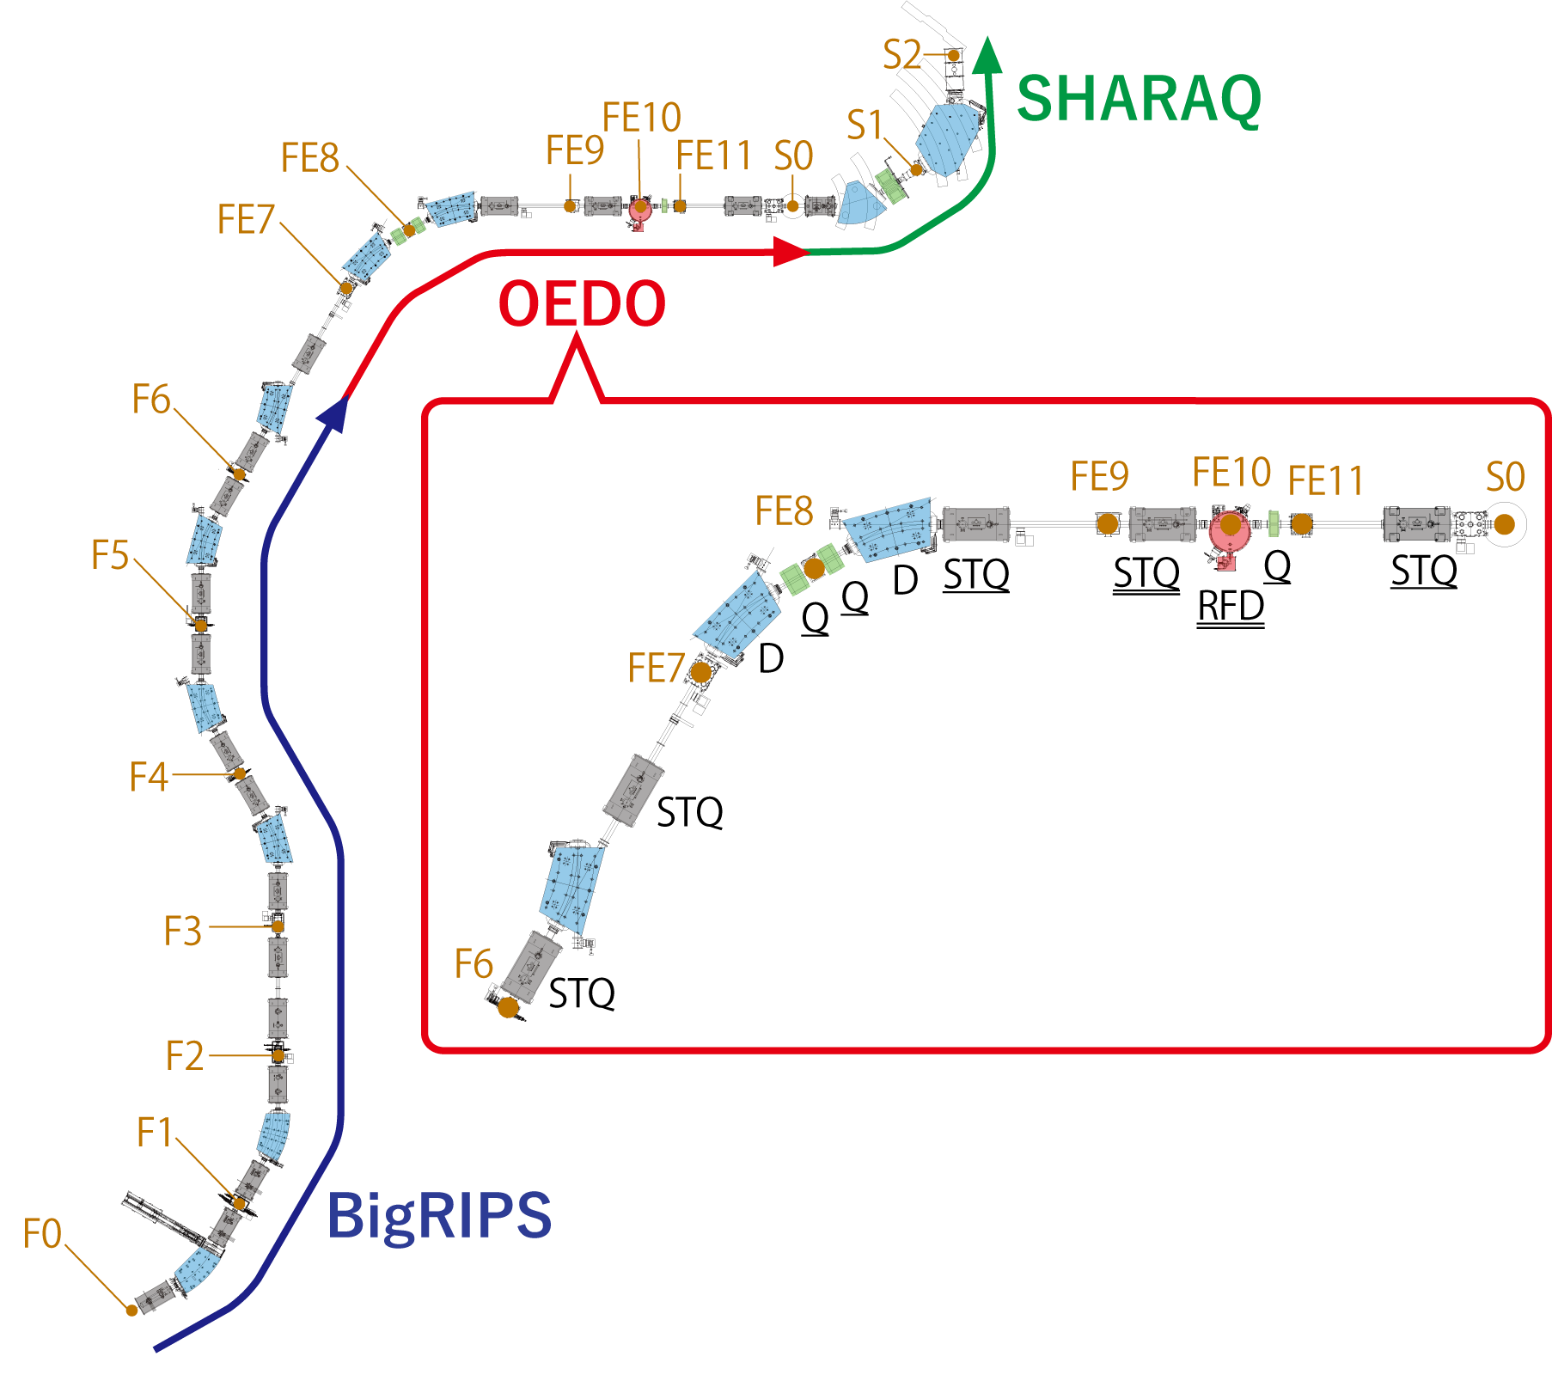 S2
SHARAQ
S1
FE10
FE9
FE11
S0
FE8
FE7
OEDO
F6
F5
F4
F3
F2
F1
F0
BigRIPS
FE10
FE9
FE11
S0
FE8
STQ
STQ
Q
STQ
D
Q
Q
RFD
FE7
D
STQ
F6
STQ